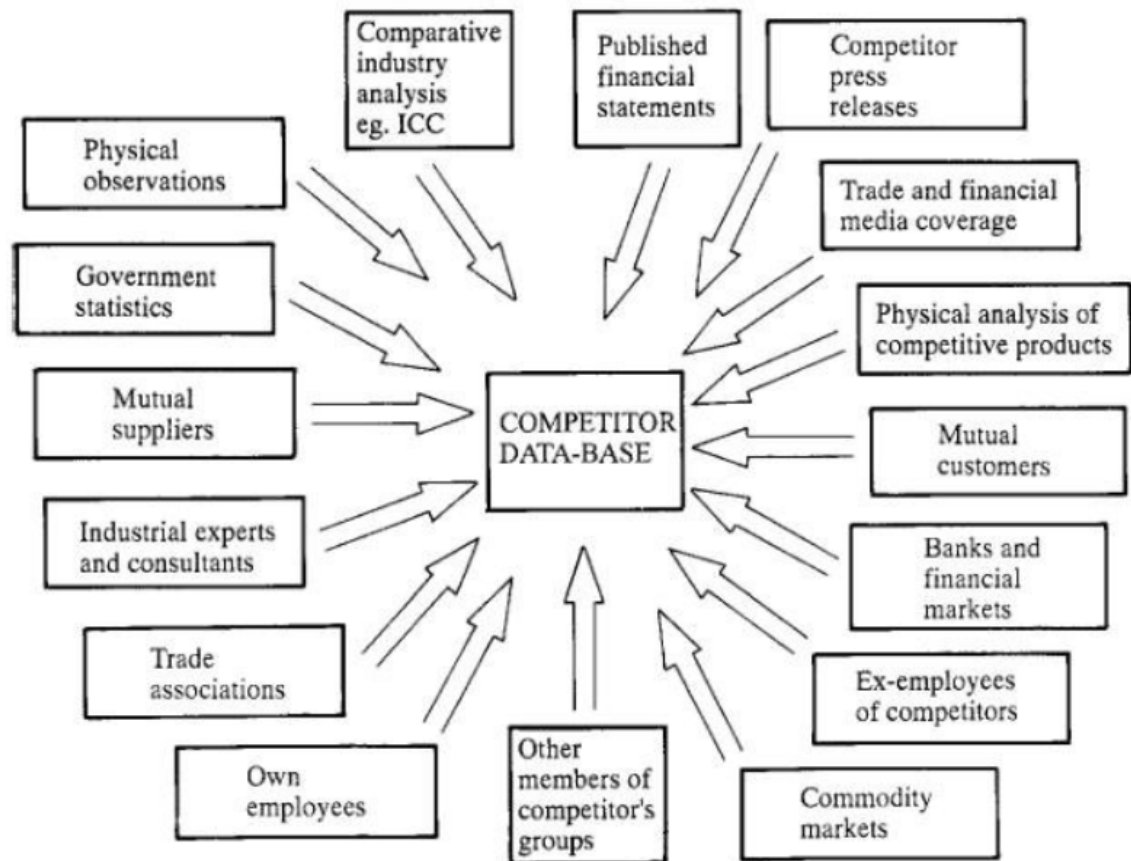 Comparative
industry
analysis
eg. ICC
Published
financial
statements
Competitor
press
releases
Physical
observations
Trade and financial
media coverage
Government
statistics
Physical analysis of
competitive products
Mutual
suppliers
COMPETITOR
DATA-BASE
Mutual
customers
Industrial experts
and consultants
Banks and
financial
markets
Trade
associations
Ex-employees
of competitors
Own
employees
Other
members of
competitor's
groups
Commodity
markets